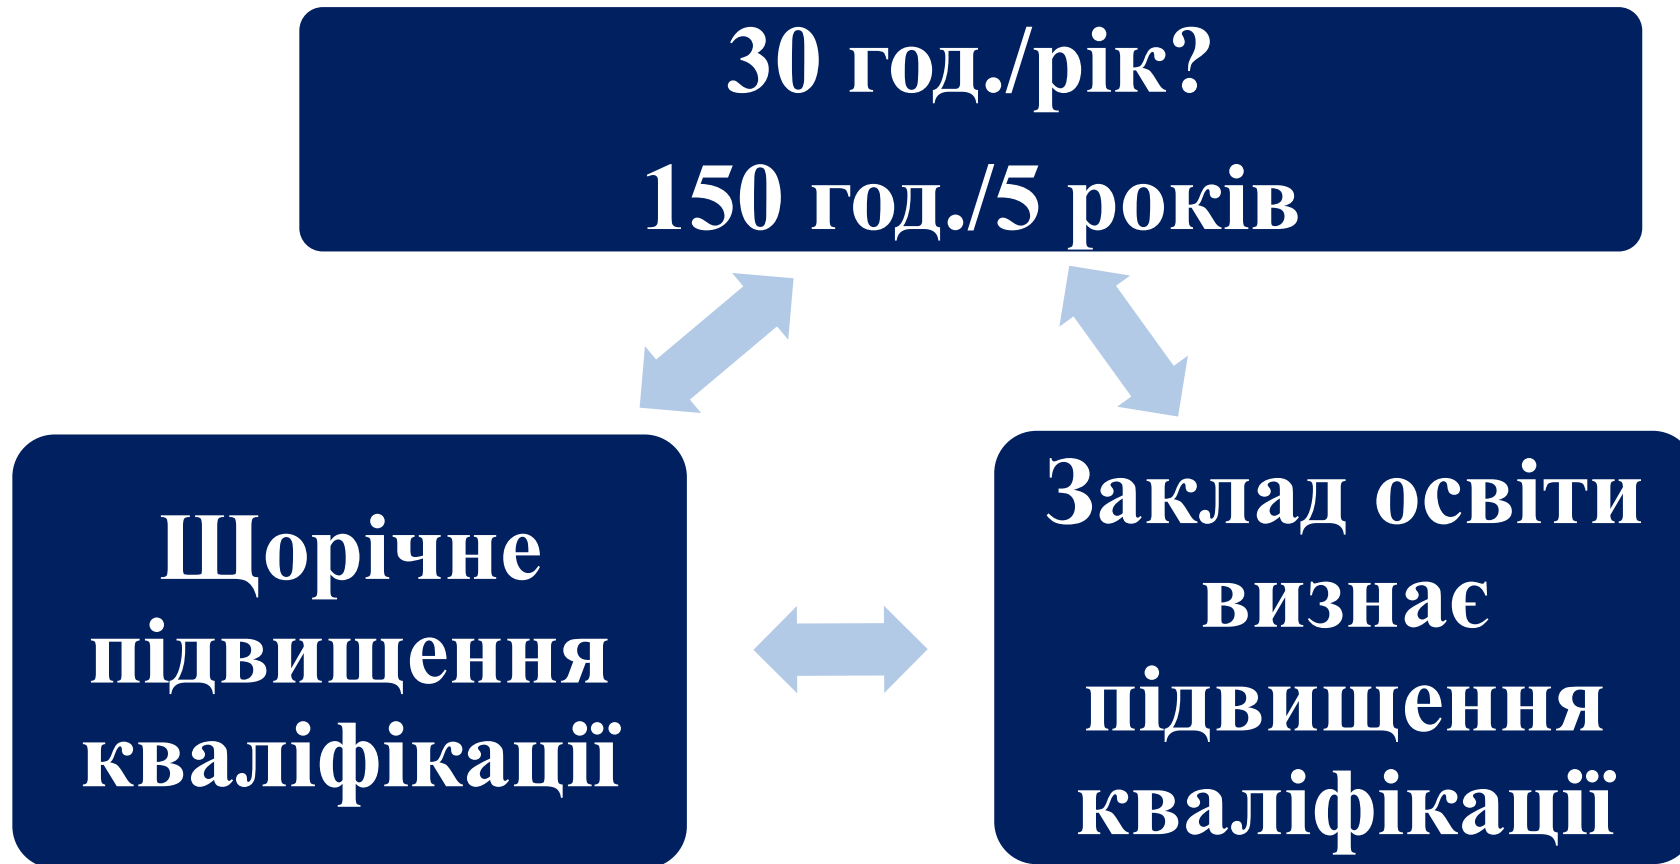 30 год./рік?
150 год./5 років
Щорічне
підвищення
кваліфікації
Заклад освіти
визнає
підвищення
кваліфікації